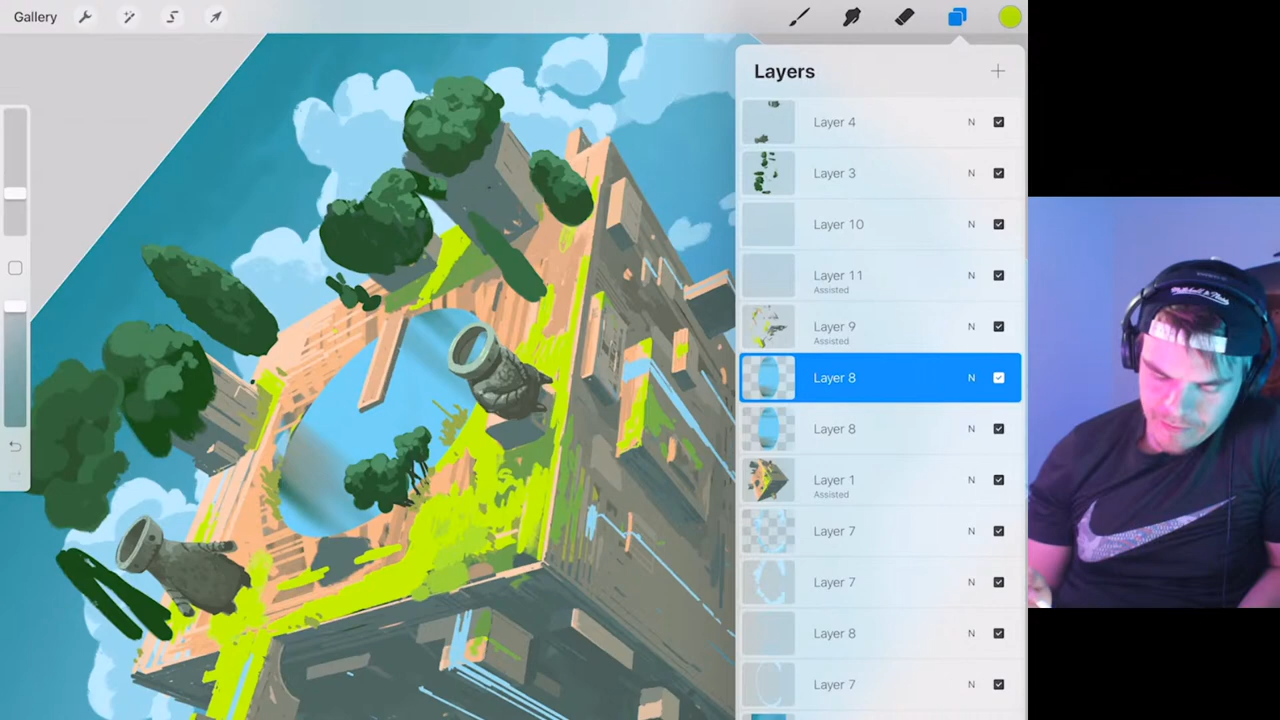 Gallery
Layers
Layer 4 N
Layer 3 N
Layer 10 N
Layer 11 N
Assisted
Layer 9 N
Assisted
Layer 8 N
Layer 8 N
Layer 1 N
Assisted
Layer 7 N
Layer 7 N
Layer 8 N
Layer 7 N